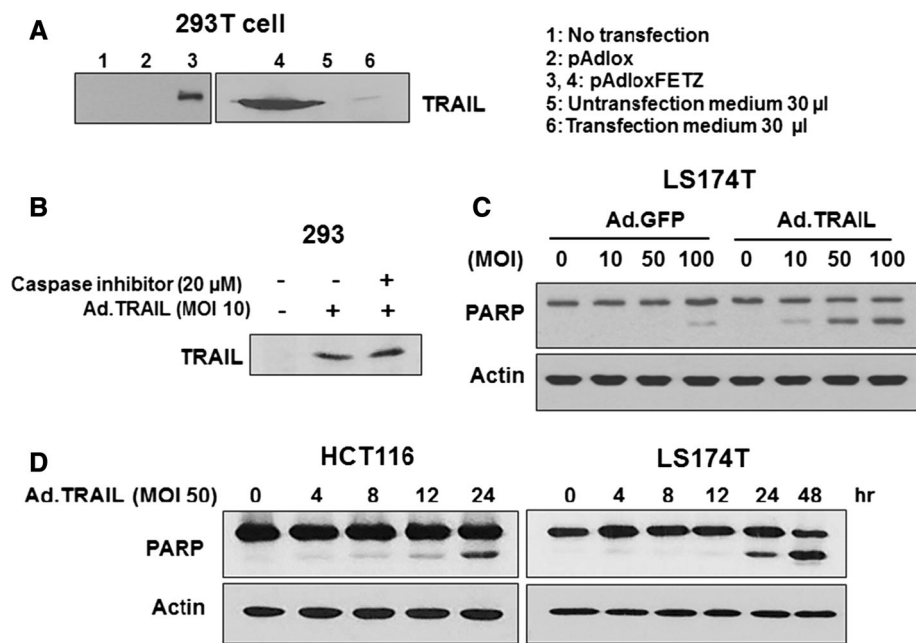 A
293T cell
1 2 3 4 5 6
TRAIL
1: No transfection
2: pAdlox
3, 4: pAdloxFETZ
5: Untransfection medium 30 µl
6: Transfection medium 30 µl
B
293
Caspase inhibitor (20 µM) - - +
Ad.TRAIL (MOI 10) - + +
TRAIL
C
LS174T
Ad.GFP Ad.TRAIL
(MOI) 0 10 50 100 0 10 50 100
PARP
Actin
D
HCT116 LS174T
Ad.TRAIL (MOI 50) 0 4 8 12 24 0 4 8 12 24 48 hr
PARP
Actin